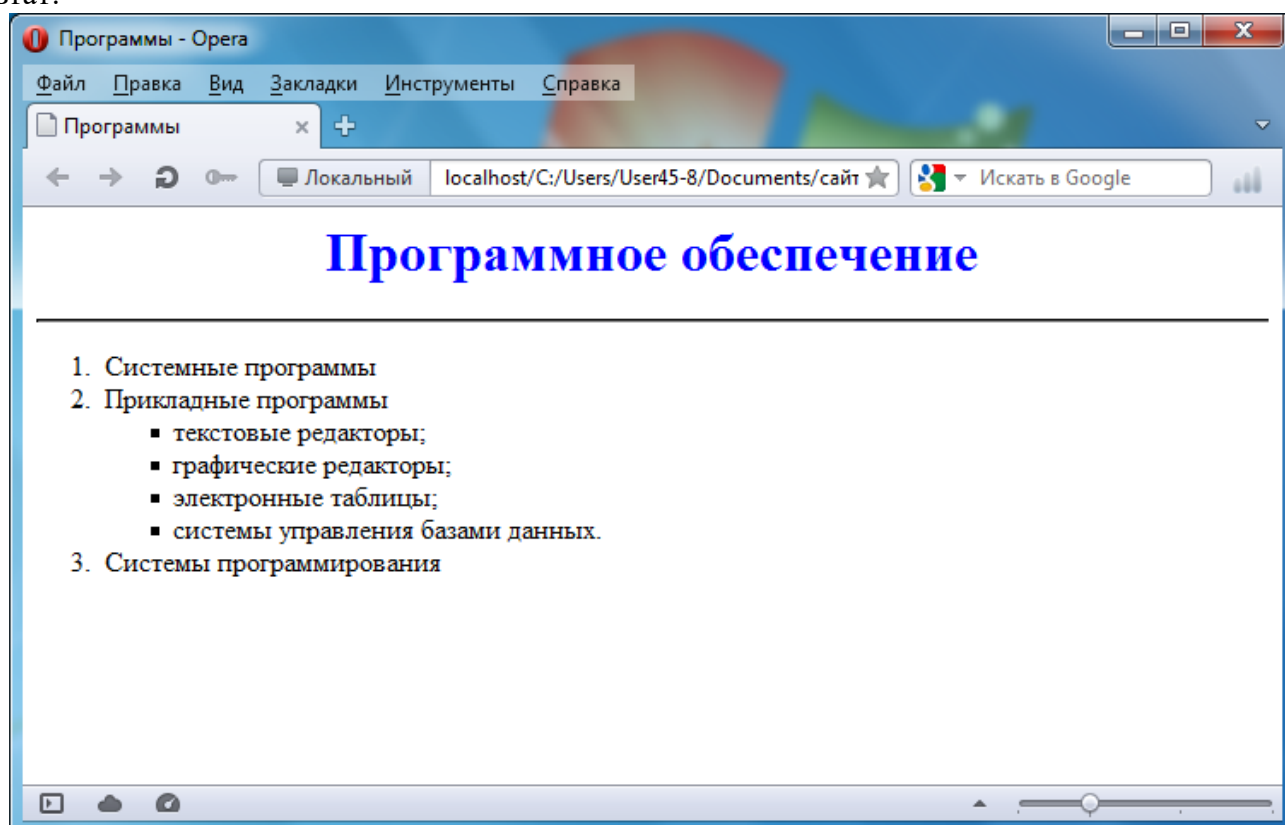 Программы - Opera
Файл Правка Вид Закладки Инструменты Справка
Программы
Локальный localhost/C:/Users/User45-8/Documents/сайт Искать в Google
Программное обеспечение
1. Системные программы
2. Прикладные программы
▪ текстовые редакторы;
▪ графические редакторы;
▪ электронные таблицы;
▪ системы управления базами данных.
3. Системы программирования